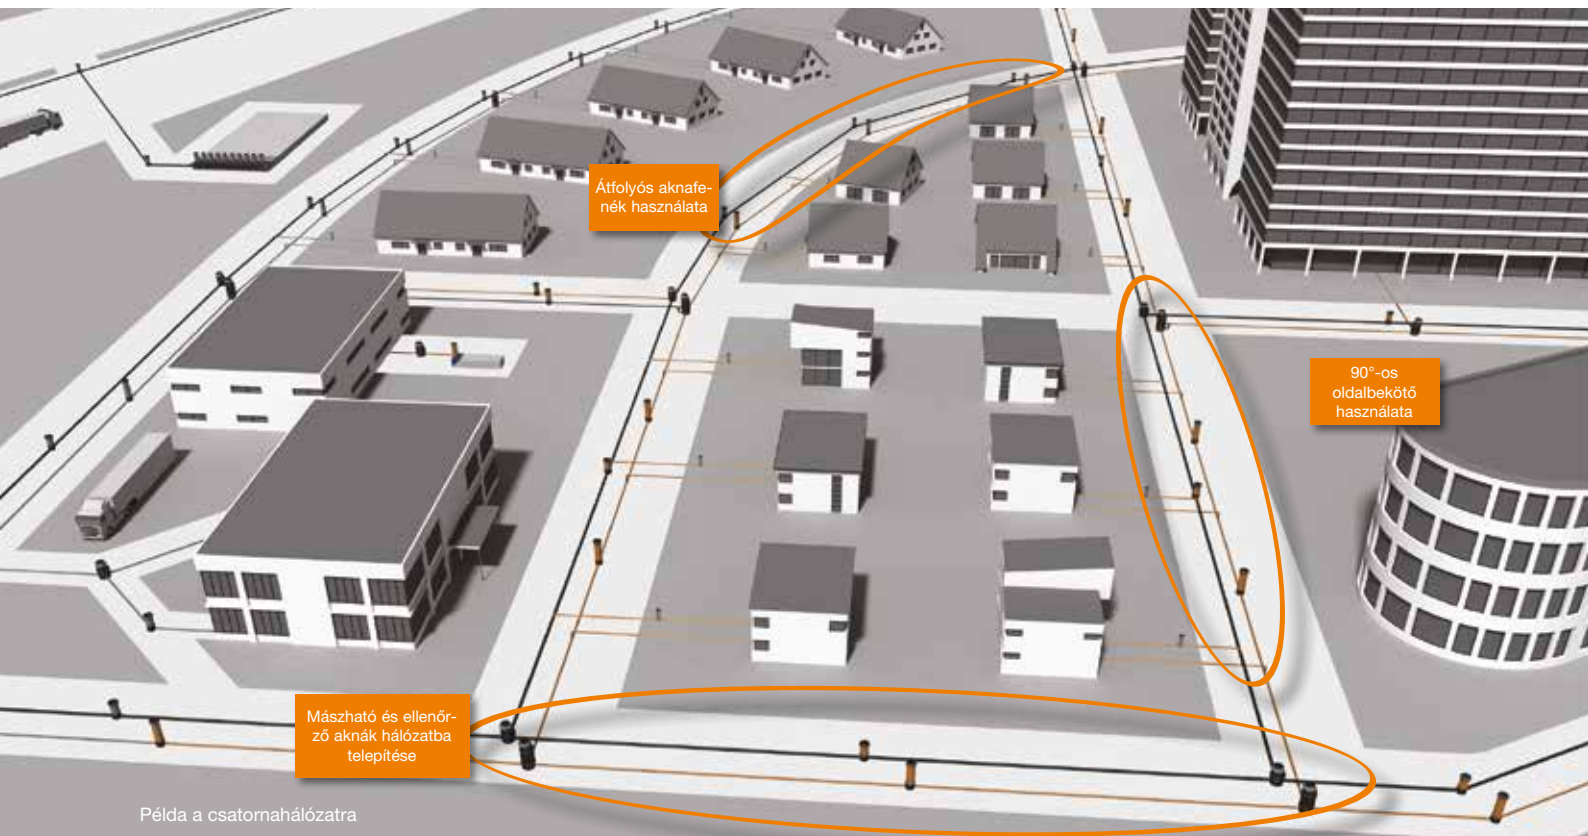 Átfolyós aknafe-
nék használata
90°-os
oldalbekötő
használata
Mászható és ellenőr-
ző aknák hálózatba
telepítése
Példa a csatornahálózatra